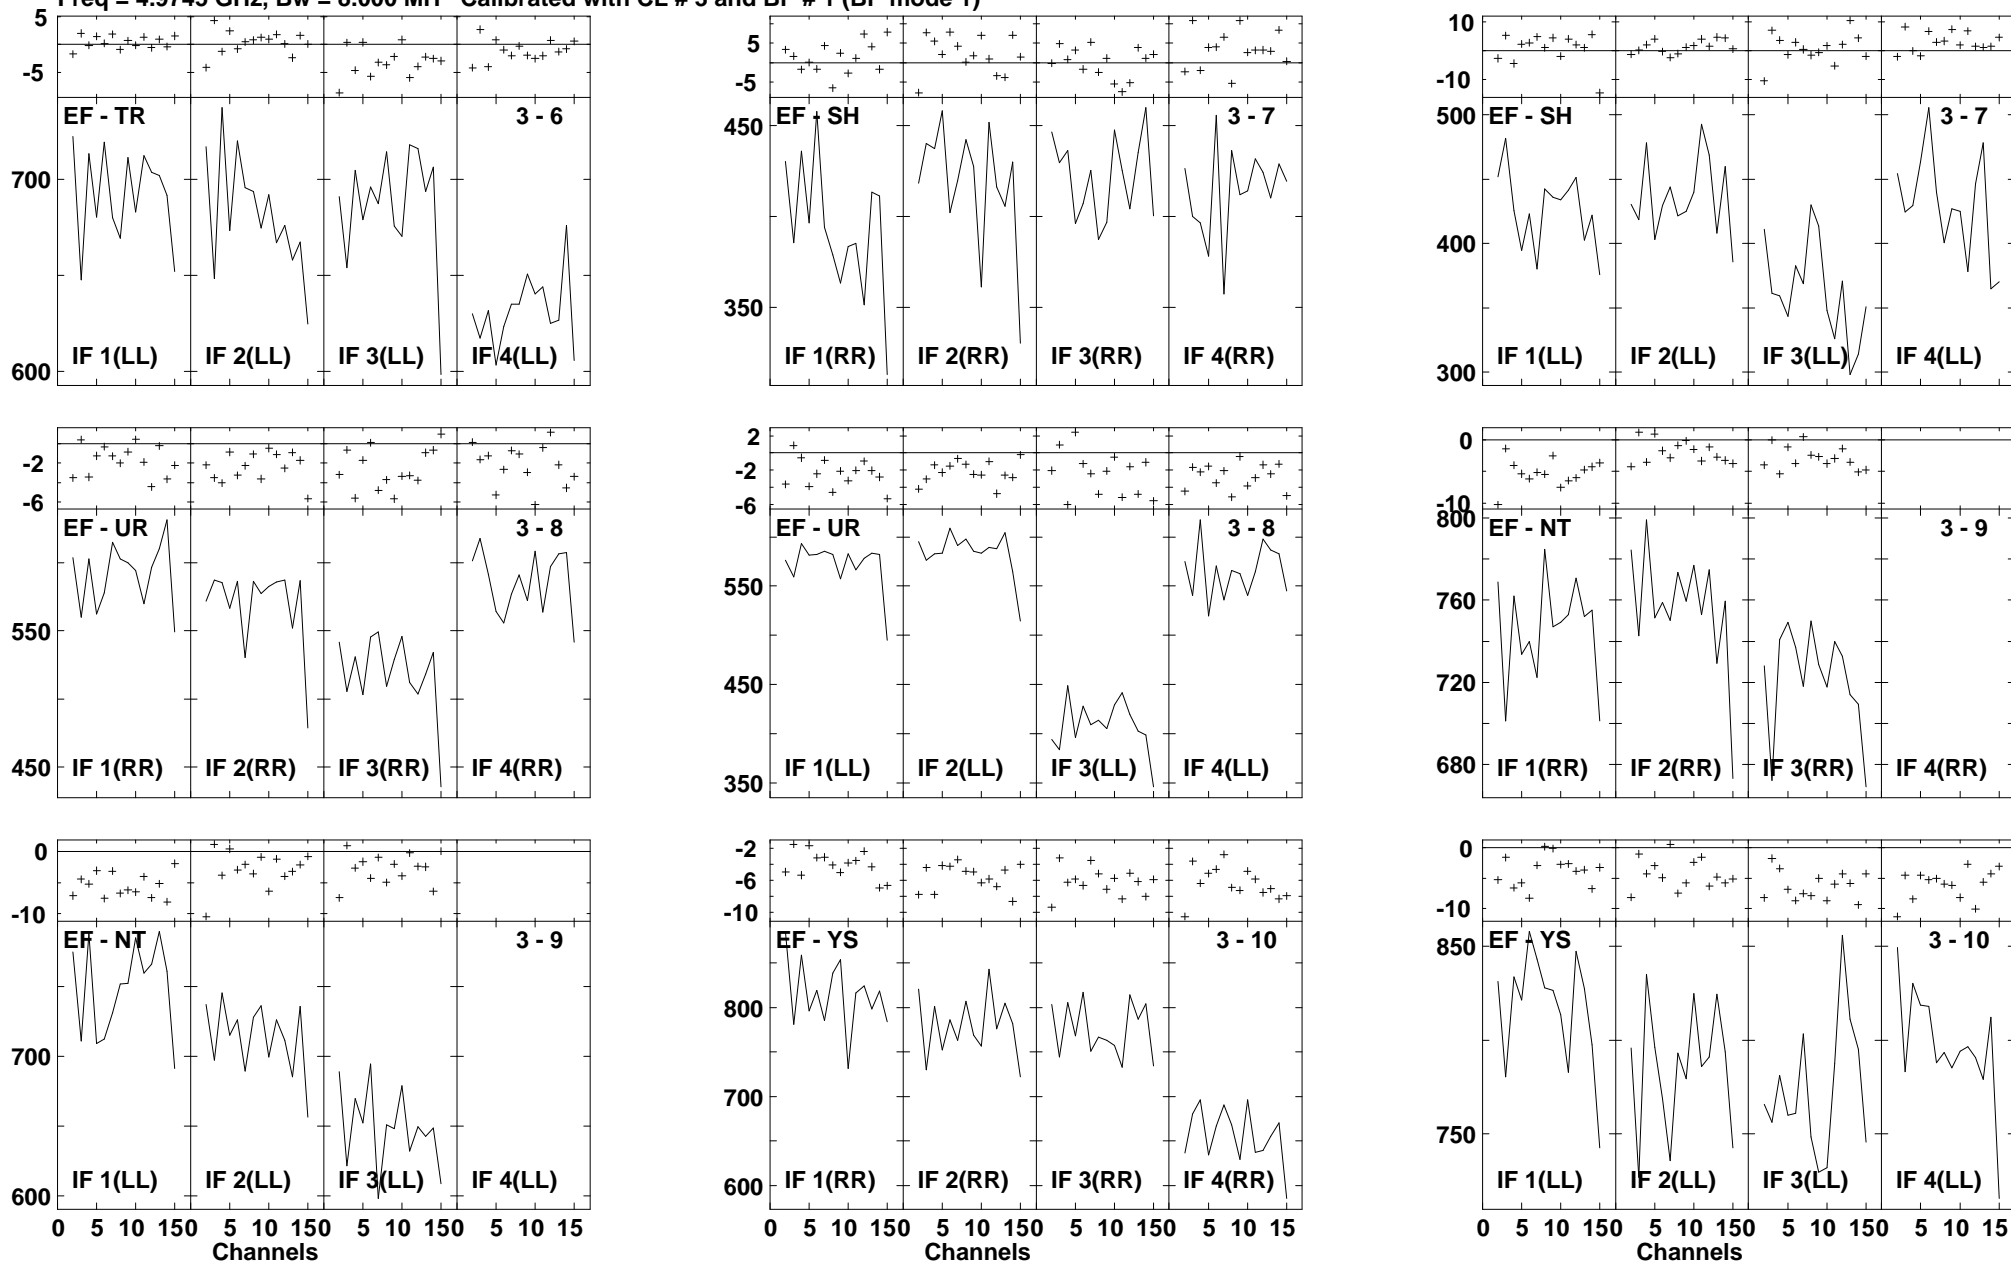 Freq = 4.9745 GHz, Bw = 8.000 MH Calibrated with CL # 3 and BP # 1 (BP mode 1)
5
-5
5
-5
10
-10
EF - TR 3 - 6
EF - SH 3 - 7
EF - SH 3 - 7
700
600
450
350
500
400
300
IF 1(LL) IF 2(LL) IF 3(LL) IF 4(LL)
IF 1(RR) IF 2(RR) IF 3(RR) IF 4(RR)
IF 1(LL) IF 2(LL) IF 3(LL) IF 4(LL)
-2
-6
2
-2
-6
0
-10
EF - UR 3 - 8
EF - UR 3 - 8
EF - NT 3 - 9
550
450
550
450
350
800
760
720
680
IF 1(RR) IF 2(RR) IF 3(RR) IF 4(RR)
IF 1(LL) IF 2(LL) IF 3(LL) IF 4(LL)
IF 1(RR) IF 2(RR) IF 3(RR) IF 4(RR)
0
-10
-2
-6
-10
0
-10
EF - NT 3 - 9
EF - YS 3 - 10
EF - YS 3 - 10
700
600
800
700
600
850
750
IF 1(LL) IF 2(LL) IF 3(LL) IF 4(LL)
IF 1(RR) IF 2(RR) IF 3(RR) IF 4(RR)
IF 1(LL) IF 2(LL) IF 3(LL) IF 4(LL)
0 5 10 150 5 10 150 5 10 150 5 10 15
0 5 10 150 5 10 150 5 10 150 5 10 15
0 5 10 150 5 10 150 5 10 150 5 10 15
Channels
Channels
Channels